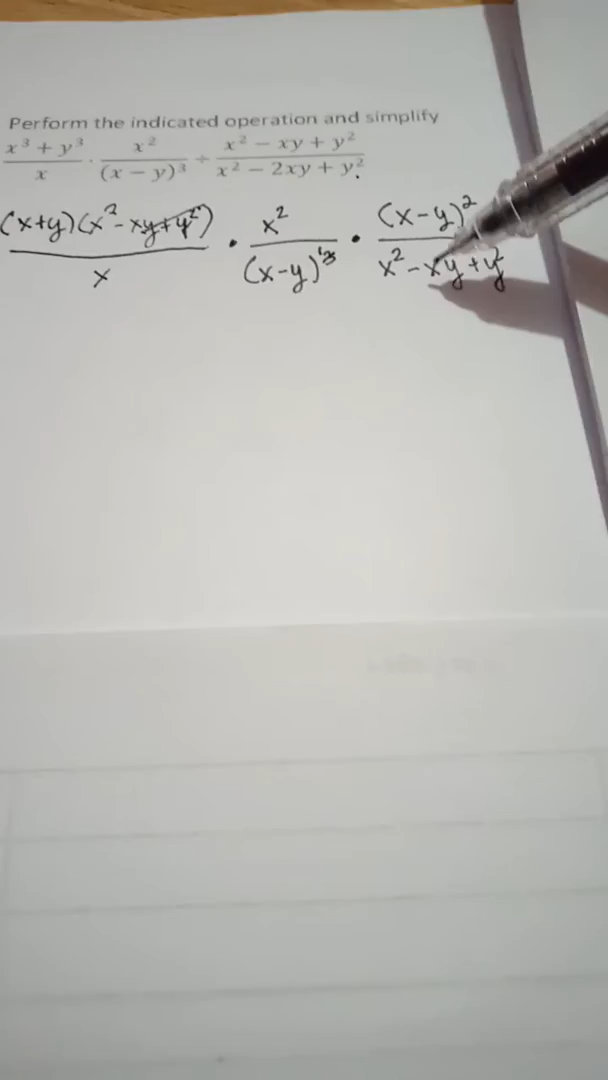 Perform the indicated operation and simplify
x³ + y³ / x · x² / (x − y)³ ÷ x² − xy + y² / x² − 2xy + y²
(x+y)(x²-xy+y²) / x · x² / (x-y)³ · (x-y)² / x²-xy+y²